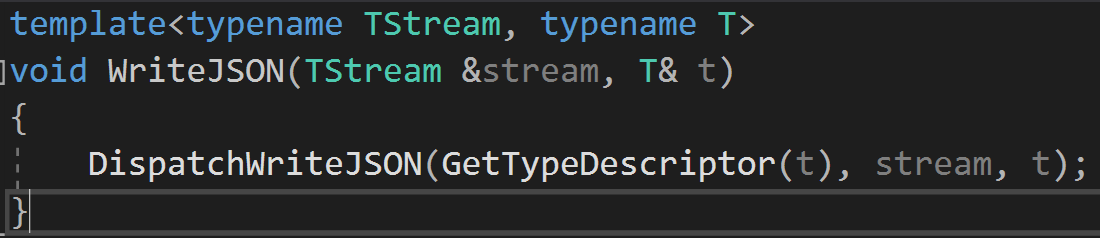 template<typename TStream, typename T>
void WriteJSON(TStream &stream, T& t)
{
    DispatchWriteJSON(GetTypeDescriptor(t), stream, t);
}